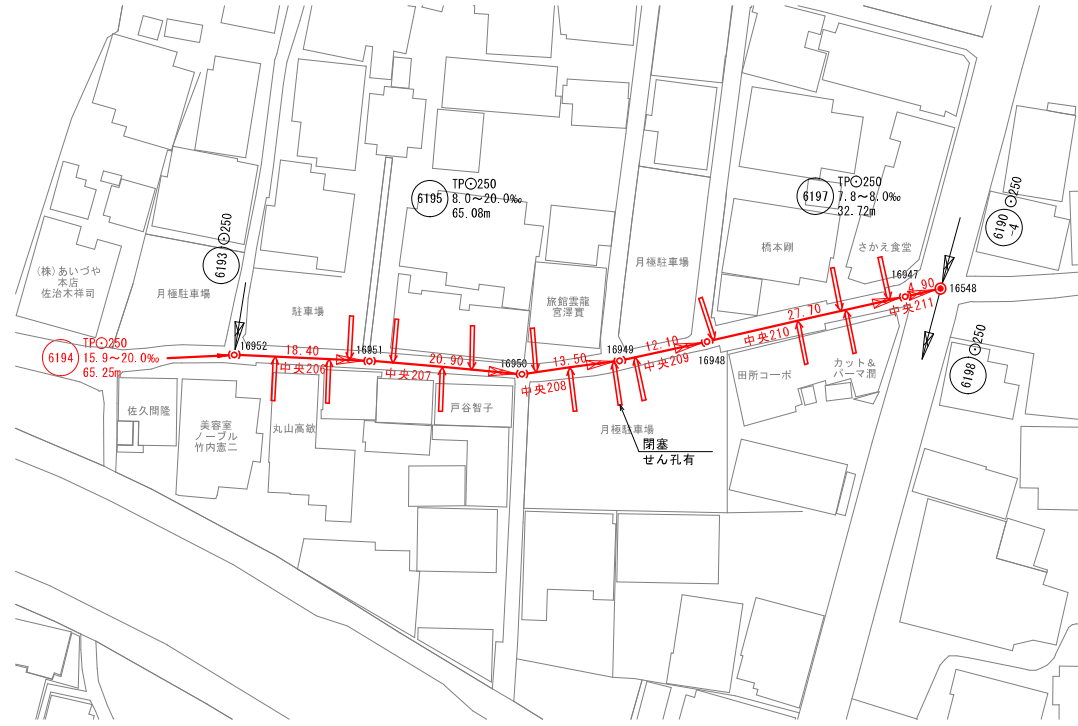 TP⊙250
6195
8.0～20.0‰
65.08m
TP⊙250
6197
7.8～8.0‰
32.72m
⊙250
6190
-4
⊙250
6193
(株)あいづや
本店
佐治木祥司
月極駐車場
駐車場
旅館雲龍
宮澤實
月極駐車場
橋本剛
さかえ食堂
16947
16548
4.90
中央211
27.70
中央210
16948
12.10
中央209
16949
13.50
中央208
16950
20.90
中央207
16951
18.40
中央206
16952
TP⊙250
6194
15.9～20.0‰
65.25m
⊙250
6198
佐久間隆
美容室
ノーブル
竹内憲二
丸山高敏
戸谷智子
月極駐車場
田所コーポ
カット&
パーマ潤
閉塞
せん孔有